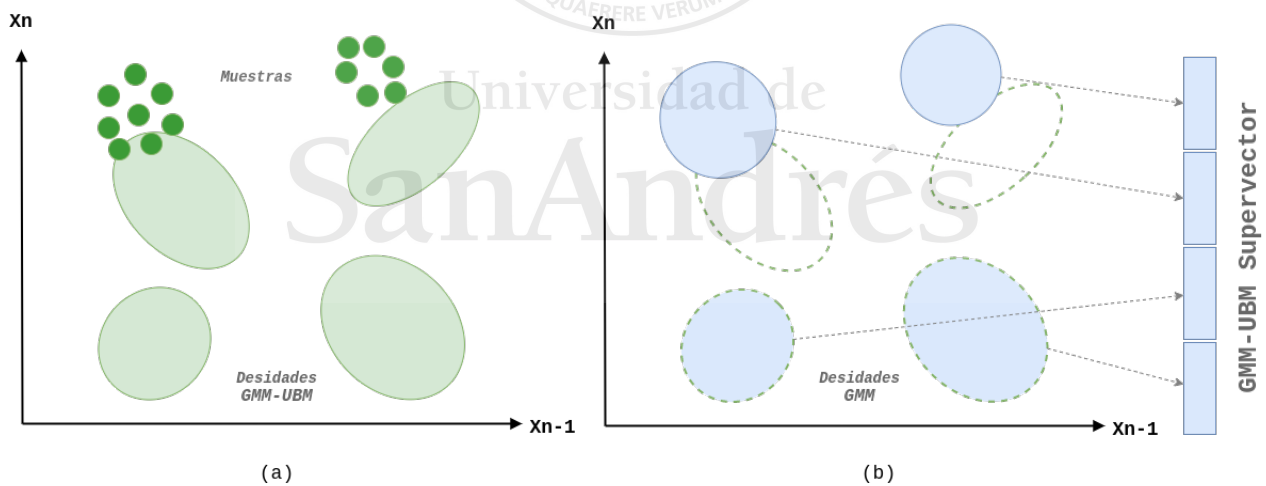 QUAERERE VERUM
Xn
Muestras
Desidades
GMM-UBM
Xn-1
(a)
Xn
Universidad de
SanAndrés
Desidades
GMM
Xn-1
(b)
GMM-UBM Supervector